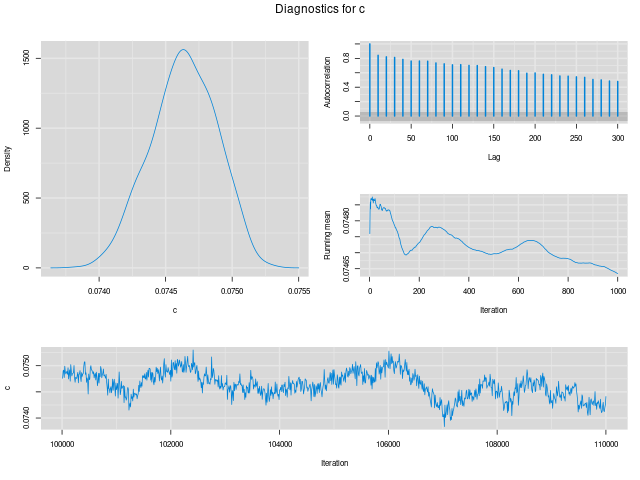 Diagnostics for c
Density
1500
1000
500
0
0.0740 0.0745 0.0750 0.0755
c
Autocorrelation
0.8
0.4
0.0
0 50 100 150 200 250 300
Lag
Running mean
0.07480
0.07465
0 200 400 600 800 1000
Iteration
c
0.0750
0.0740
100000 102000 104000 106000 108000 110000
Iteration